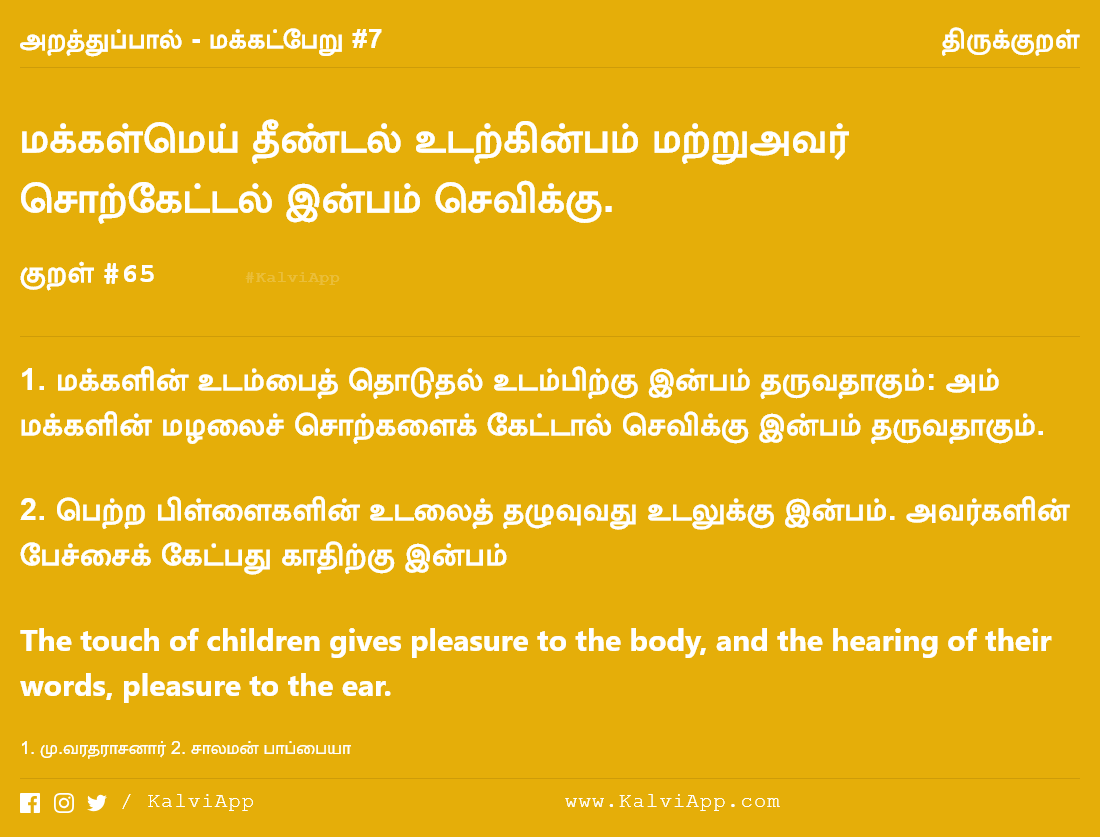 அறத்துப்பால் - மக்கட்பேறு #7
திருக்குறள்
மக்கள்மெய் தீண்டல் உடற்கின்பம் மற்றுஅவர்
சொற்கேட்டல் இன்பம் செவிக்கு.
குறள் #65
#KalviApp
1. மக்களின் உடம்பைத் தொடுதல் உடம்பிற்கு இன்பம் தருவதாகும்: அம்
மக்களின் மழலைச் சொற்களைக் கேட்டால் செவிக்கு இன்பம் தருவதாகும்.
2. பெற்ற பிள்ளைகளின் உடலைத் தழுவுவது உடலுக்கு இன்பம். அவர்களின்
பேச்சைக் கேட்பது காதிற்கு இன்பம்
The touch of children gives pleasure to the body, and the hearing of their
words, pleasure to the ear.
1. மு.வரதராசனார் 2. சாலமன் பாப்பையா
/ KalviApp
www.KalviApp.com